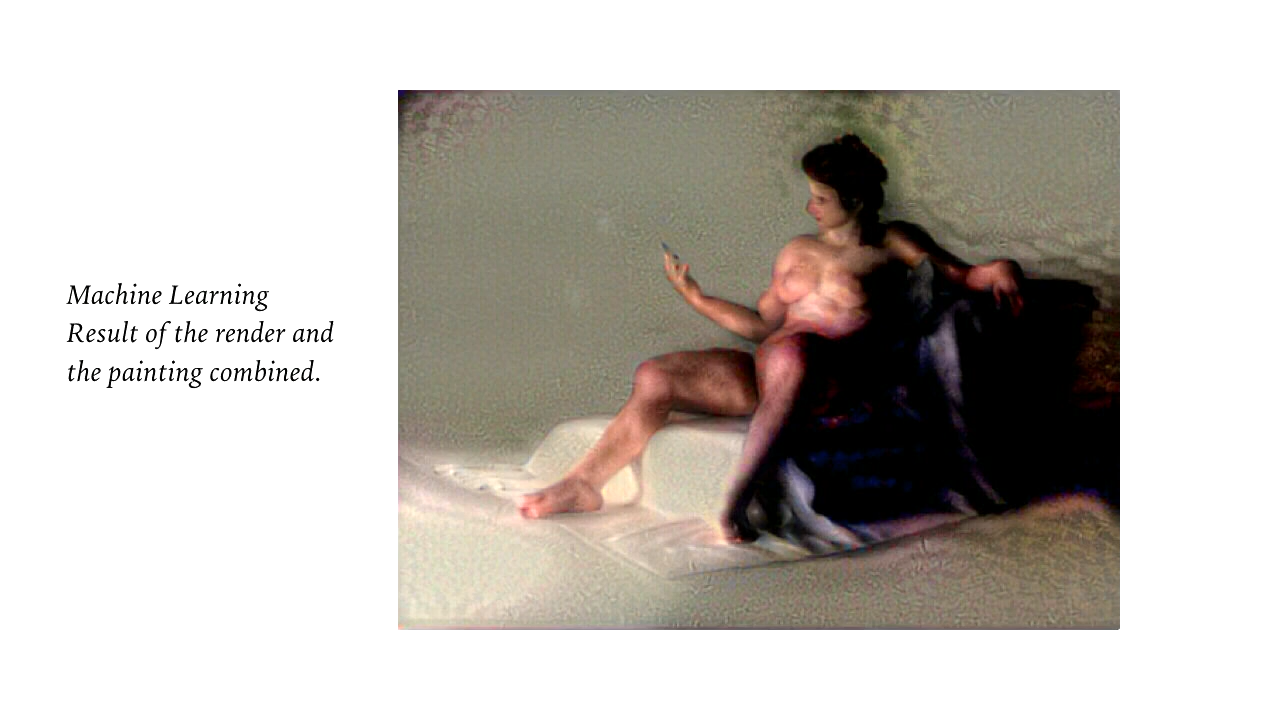 Machine Learning
Result of the render and
the painting combined.